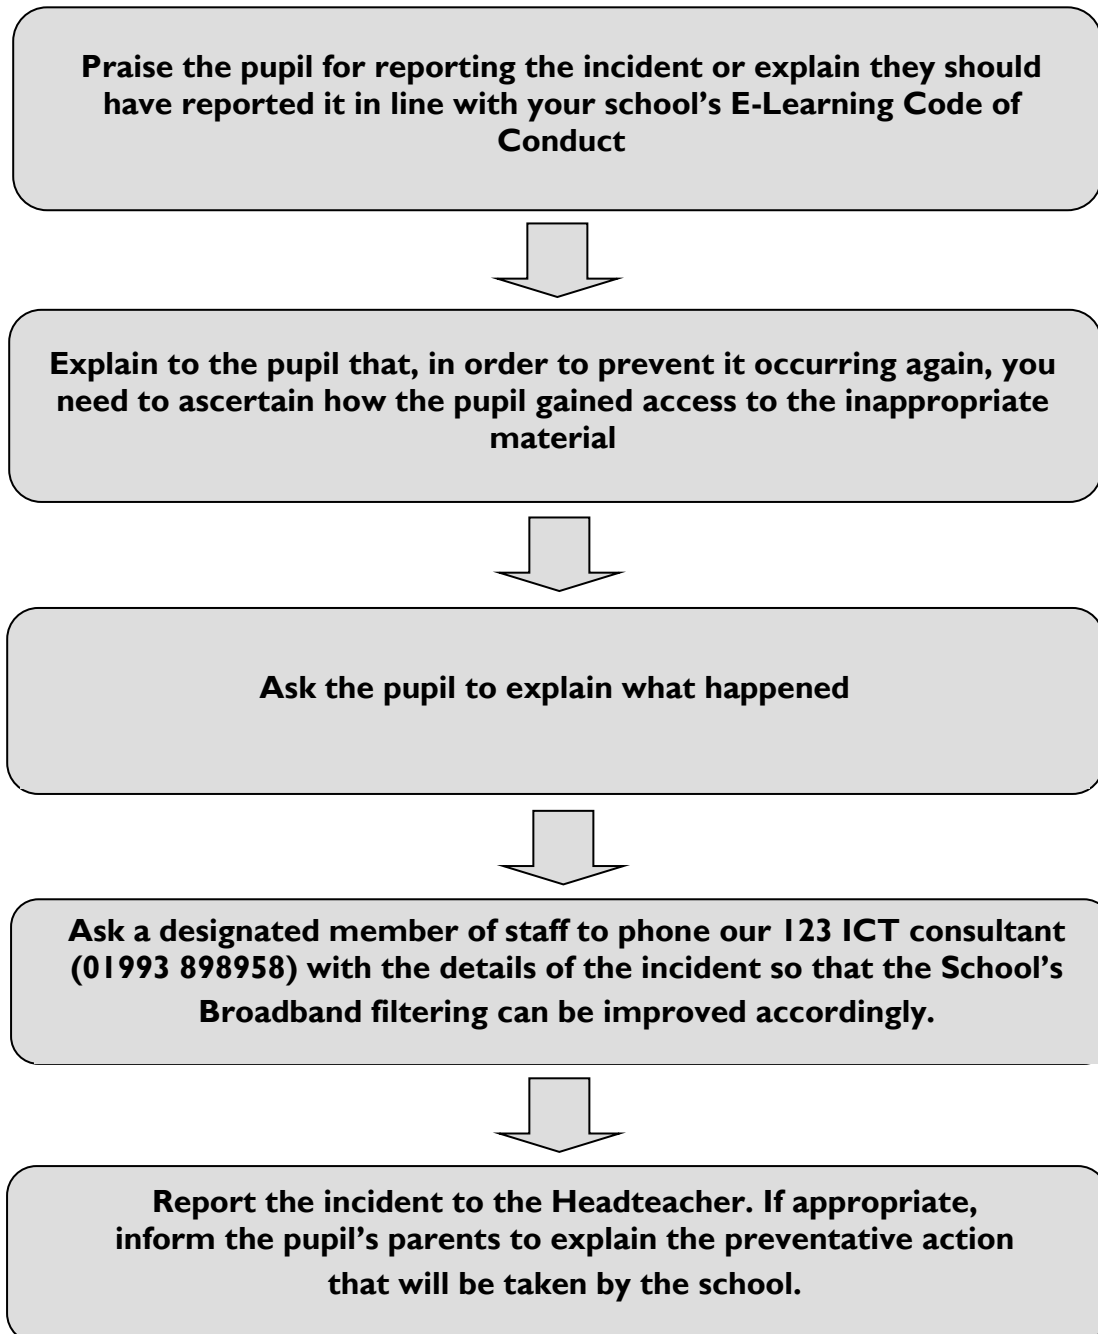 Praise the pupil for reporting the incident or explain they should
have reported it in line with your school’s E-Learning Code of
Conduct
Explain to the pupil that, in order to prevent it occurring again, you
need to ascertain how the pupil gained access to the inappropriate
material
Ask the pupil to explain what happened
Ask a designated member of staff to phone our 123 ICT consultant
(01993 898958) with the details of the incident so that the School’s
Broadband filtering can be improved accordingly.
Report the incident to the Headteacher. If appropriate,
inform the pupil’s parents to explain the preventative action
that will be taken by the school.